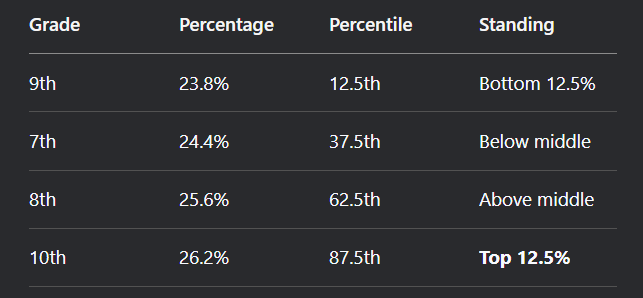 Grade Percentage Percentile Standing
9th 23.8% 12.5th Bottom 12.5%
7th 24.4% 37.5th Below middle
8th 25.6% 62.5th Above middle
10th 26.2% 87.5th Top 12.5%